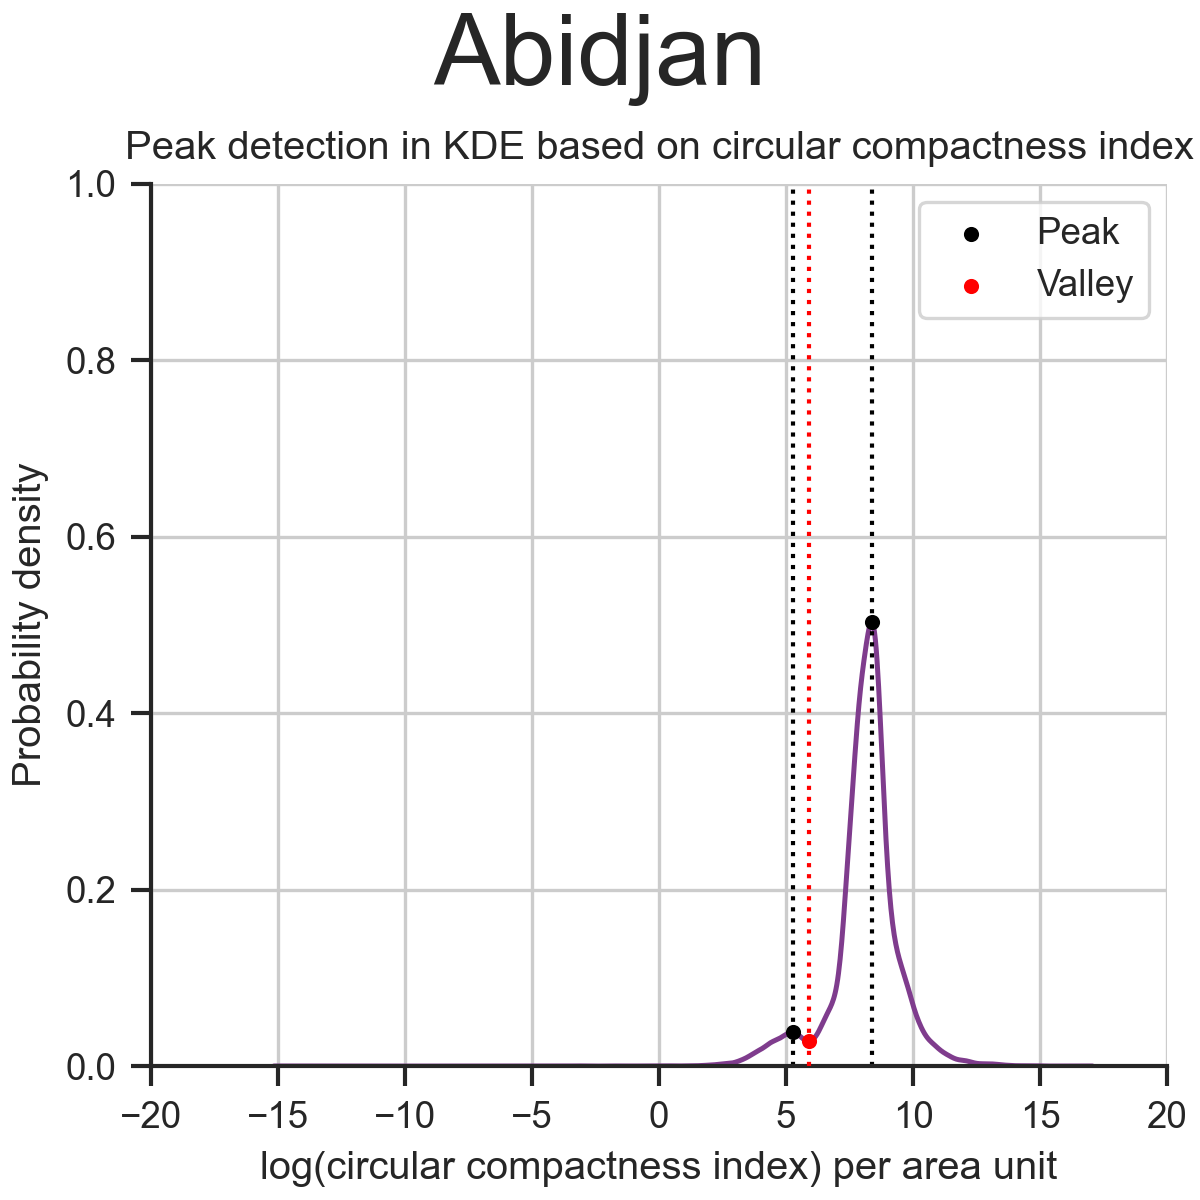 Abidjan
Peak detection in KDE based on circular compactness index
1.0
0.8
0.6
0.4
0.2
0.0
Probability density
Peak
Valley
−20
−15
−10
−5
0
5
10
15
20
log(circular compactness index) per area unit